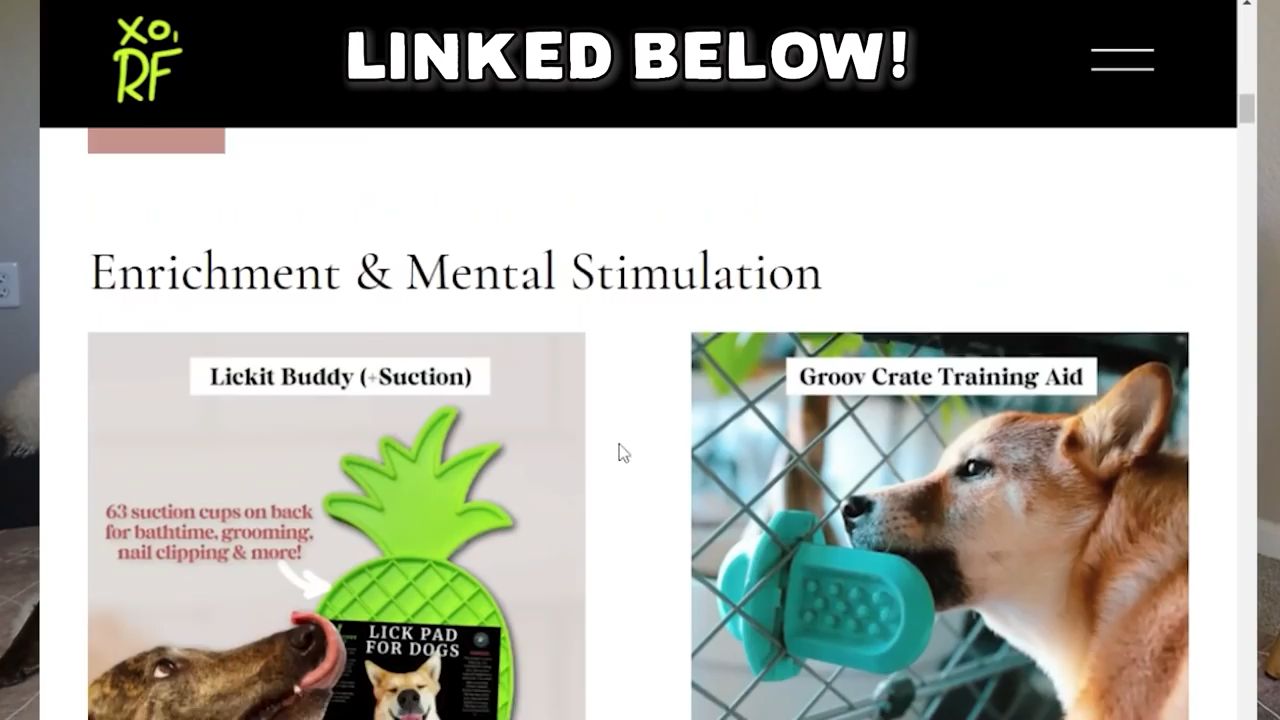 XO,
RF
LINKED BELOW!
Enrichment & Mental Stimulation
Lickit Buddy (+Suction)
63 suction cups on back
for bathtime, grooming,
nail clipping & more!
LICK PAD
FOR DOGS
Groov Crate Training Aid